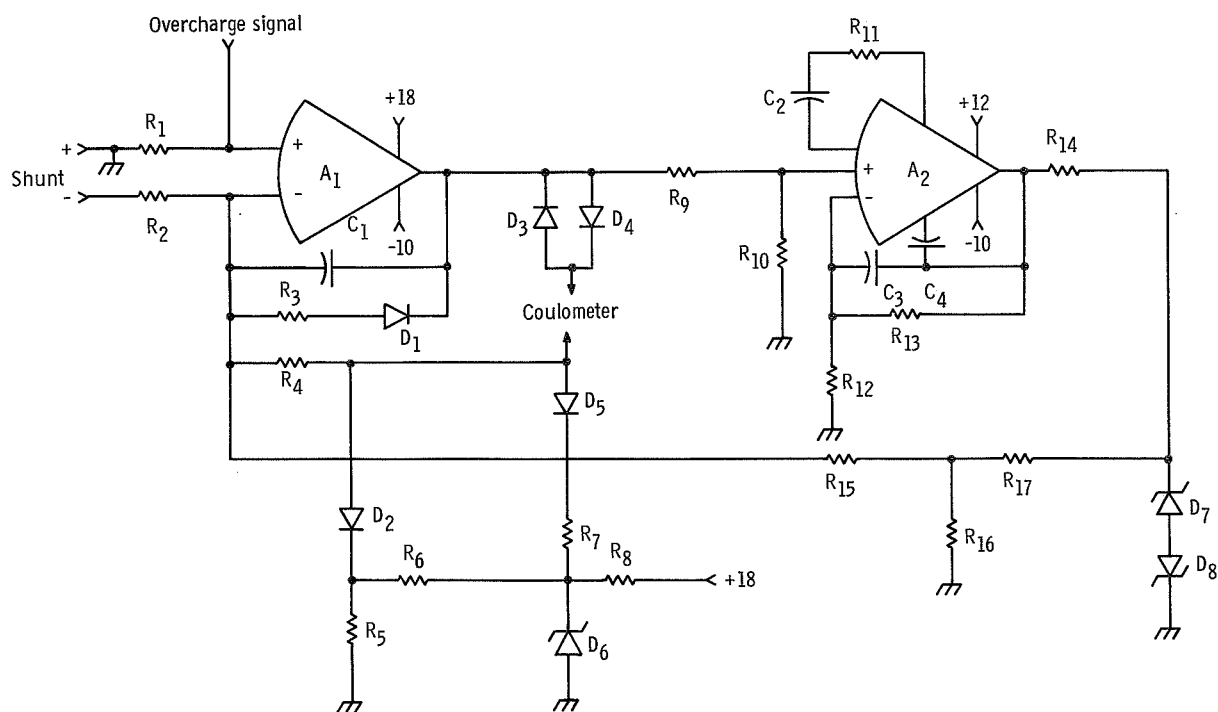 Overcharge signal
R11
C2
+18
+12
R1
R14
+
+
+
A1
A2
Shunt
R9
-
-
-
R2
C1
-10
D3
D4
-10
R10
R3
C3
C4
Coulometer
D1
R13
R4
R12
D5
R15
R17
D7
D2
R7
R16
R6
R8
+18
D8
R5
D6